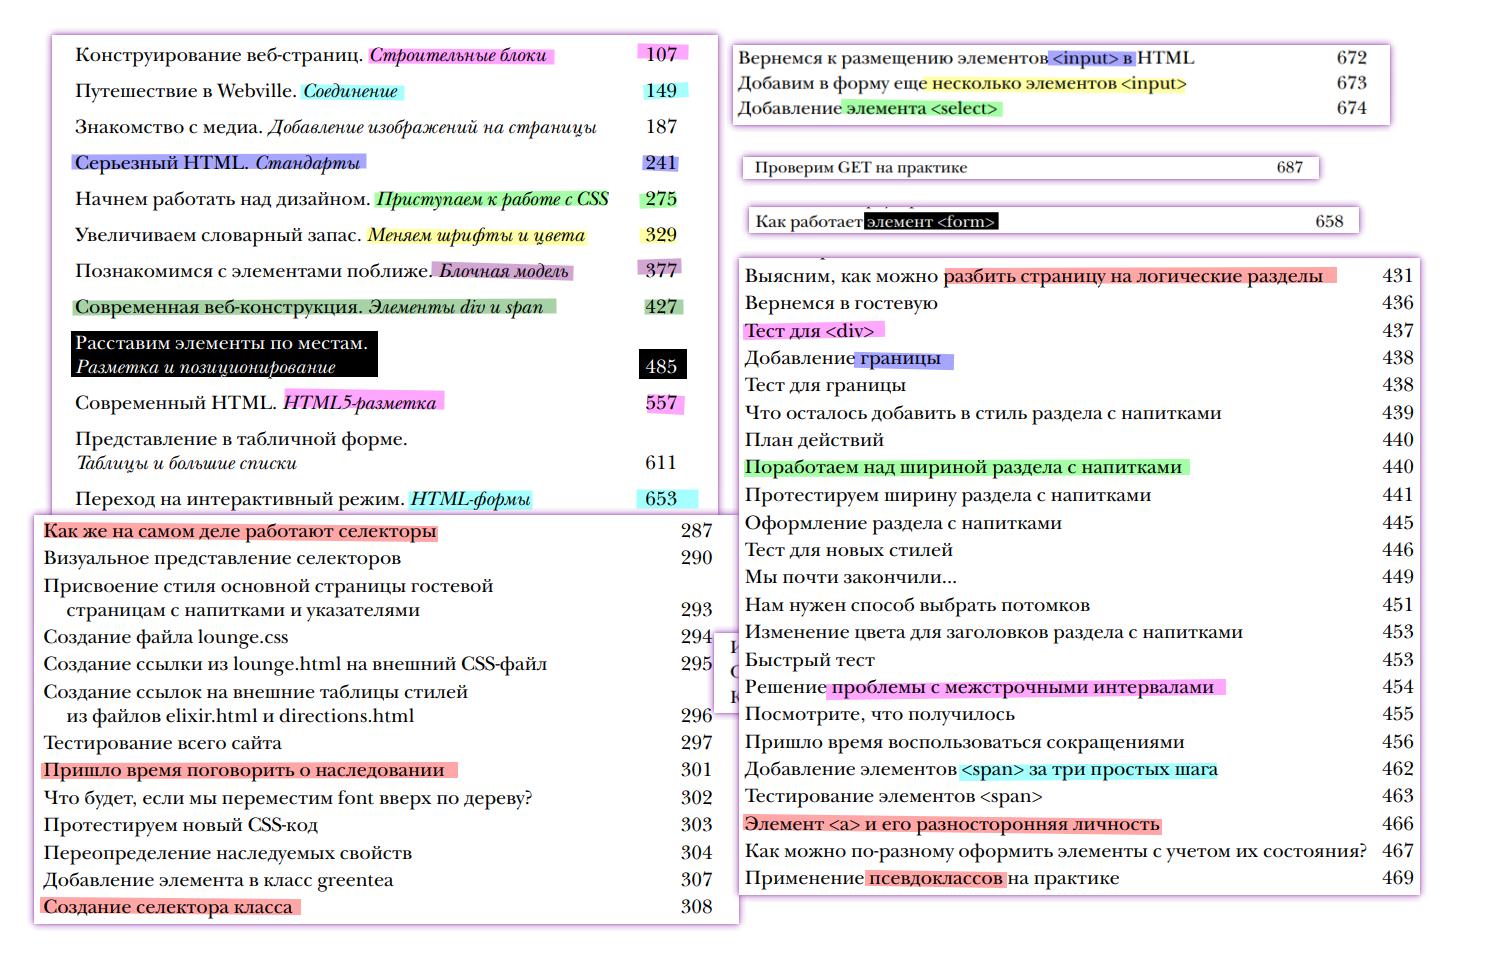 Конструирование веб-страниц. Строительные блоки 107
Путешествие в Webville. Соединение 149
Знакомство с медиа. Добавление изображений на страницы 187
Серьезный HTML. Стандарты 241
Начнем работать над дизайном. Приступаем к работе с CSS 275
Увеличиваем словарный запас. Меняем шрифты и цвета 329
Познакомимся с элементами поближе. Блочная модель 377
Современная веб-конструкция. Элементы div и span 427
Расставим элементы по местам.
Разметка и позиционирование 485
Современный HTML. HTML5-разметка 557
Представление в табличной форме.
Таблицы и большие списки 611
Переход на интерактивный режим. HTML-формы 653
Как же на самом деле работают селекторы 287
Визуальное представление селекторов 290
Присвоение стиля основной страницы гостевой
страницам с напитками и указателями 293
Создание файла lounge.css 294
Создание ссылки из lounge.html на внешний CSS-файл 295
Создание ссылок на внешние таблицы стилей
из файлов elixir.html и directions.html 296
Тестирование всего сайта 297
Пришло время поговорить о наследовании 301
Что будет, если мы переместим font вверх по дереву? 302
Протестируем новый CSS-код 303
Переопределение наследуемых свойств 304
Добавление элемента в класс greentea 307
Создание селектора класса 308
Вернемся к размещению элементов <input> в HTML 672
Добавим в форму еще несколько элементов <input> 673
Добавление элемента <select> 674
Проверим GET на практике 687
Как работает элемент <form> 658
Выясним, как можно разбить страницу на логические разделы 431
Вернемся в гостевую 436
Тест для <div> 437
Добавление границы 438
Тест для границы 438
Что осталось добавить в стиль раздела с напитками 439
План действий 440
Поработаем над шириной раздела с напитками 440
Протестируем ширину раздела с напитками 441
Оформление раздела с напитками 445
Тест для новых стилей 446
Мы почти закончили... 449
Нам нужен способ выбрать потомков 451
Изменение цвета для заголовков раздела с напитками 453
Быстрый тест 453
Решение проблемы с межстрочными интервалами 454
Посмотрите, что получилось 455
Пришло время воспользоваться сокращениями 456
Добавление элементов <span> за три простых шага 462
Тестирование элементов <span> 463
Элемент <a> и его разносторонняя личность 466
Как можно по-разному оформить элементы с учетом их состояния? 467
Применение псевдоклассов на практике 469